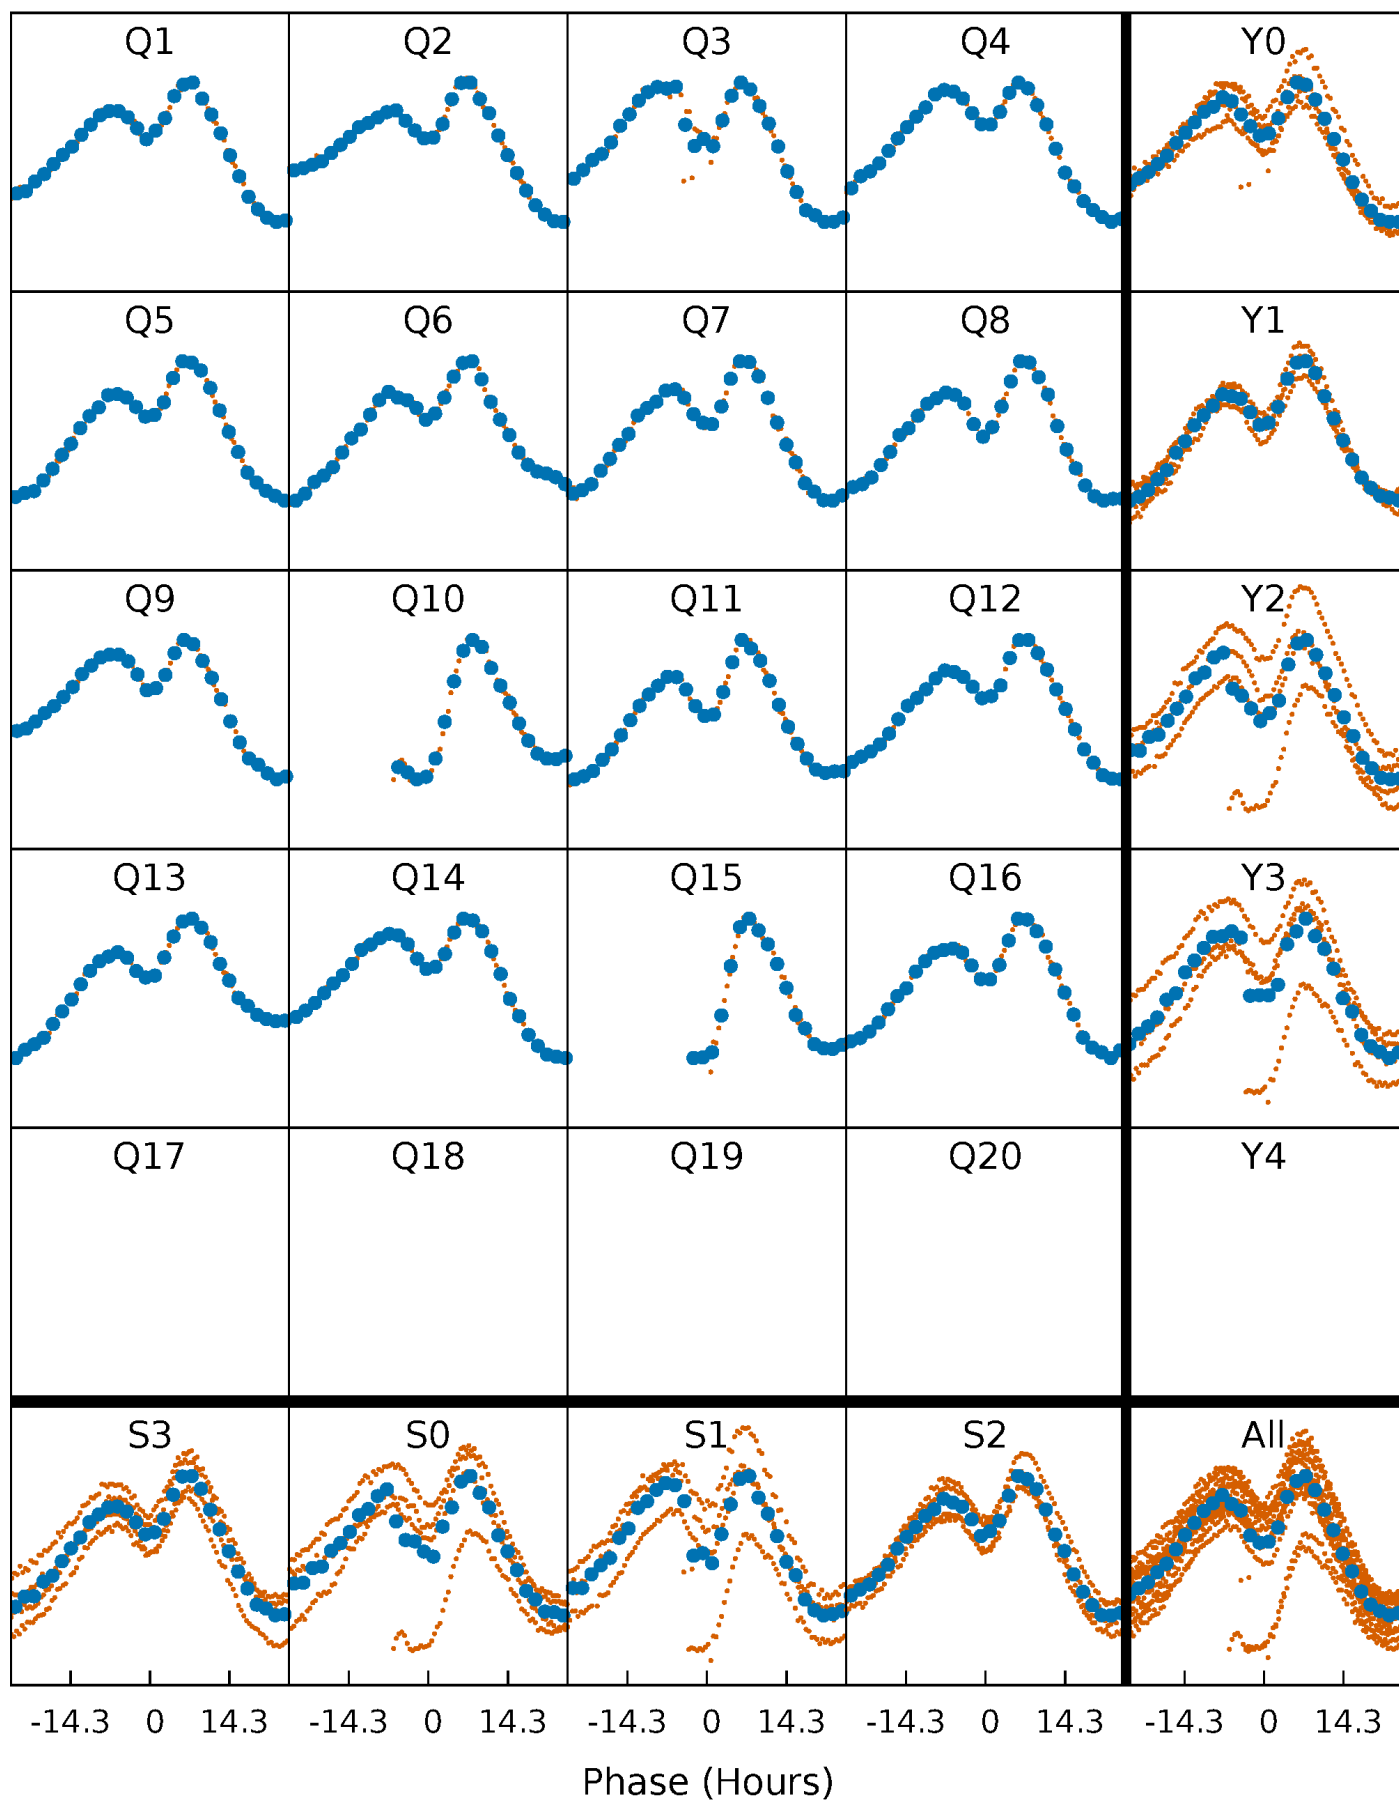 Q1 Q2 Q3 Q4 Y0
Q5 Q6 Q7 Q8 Y1
Q9 Q10 Q11 Q12 Y2
Q13 Q14 Q15 Q16 Y3
Q17 Q18 Q19 Q20 Y4
S3 S0 S1 S2 All
-14.3 0 14.3 -14.3 0 14.3 -14.3 0 14.3 -14.3 0 14.3 -14.3 0 14.3
Phase (Hours)